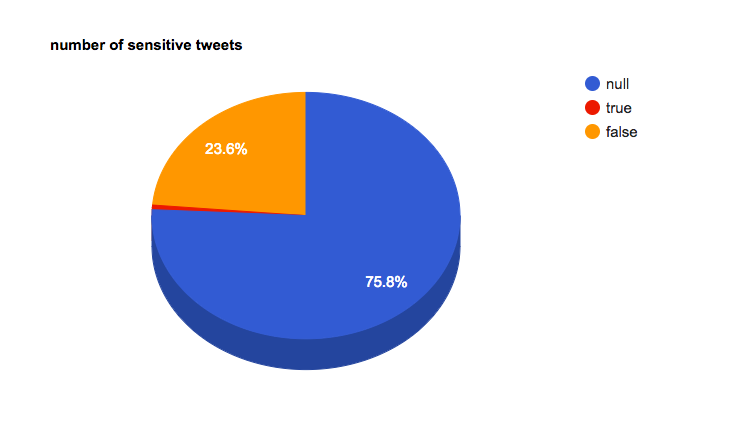 number of sensitive tweets
null
true
false
23.6%
75.8%